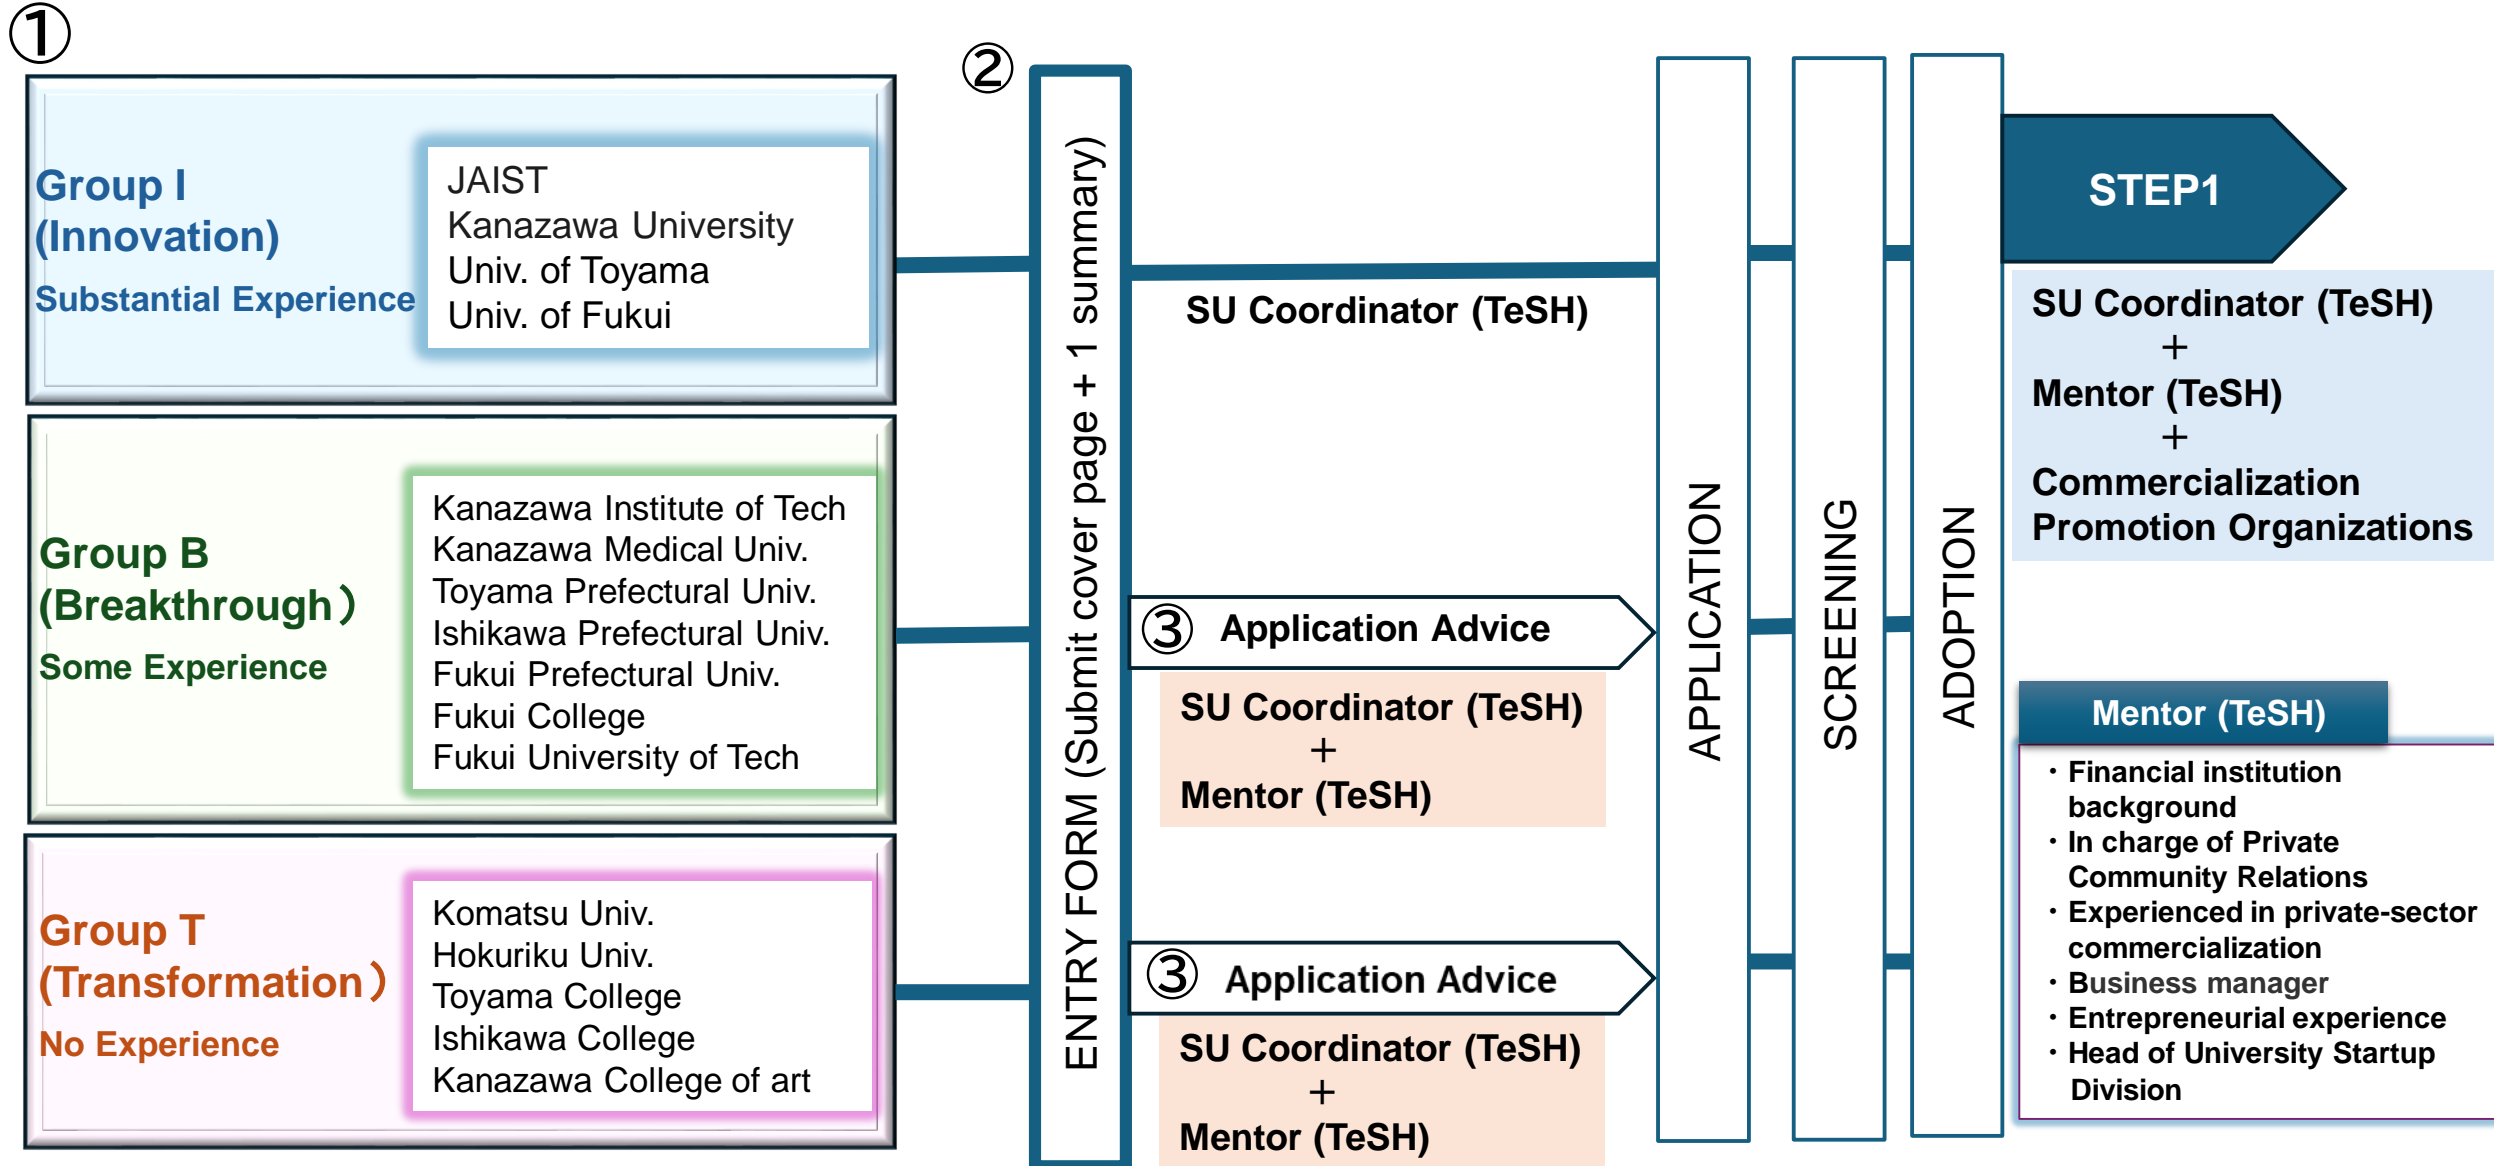 ①
Group I
(Innovation)
Substantial Experience
JAIST
Kanazawa University
Univ. of Toyama
Univ. of Fukui
Group B
(Breakthrough）
Some Experience
Kanazawa Institute of Tech
Kanazawa Medical Univ.
Toyama Prefectural Univ.
Ishikawa Prefectural Univ.
Fukui Prefectural Univ.
Fukui College
Fukui University of Tech
Group T
(Transformation）
No Experience
Komatsu Univ.
Hokuriku Univ.
Toyama College
Ishikawa College
Kanazawa College of art
②
ENTRY FORM (Submit cover page + 1 summary)
SU Coordinator (TeSH)
③ Application Advice
SU Coordinator (TeSH)
＋
Mentor (TeSH)
③ Application Advice
SU Coordinator (TeSH)
＋
Mentor (TeSH)
APPLICATION
SCREENING
ADOPTION
STEP1
SU Coordinator (TeSH)
＋
Mentor (TeSH)
＋
Commercialization
Promotion Organizations
Mentor (TeSH)
・Financial institution
background
・In charge of Private
Community Relations
・Experienced in private-sector
commercialization
・Business manager
・Entrepreneurial experience
・Head of University Startup
Division